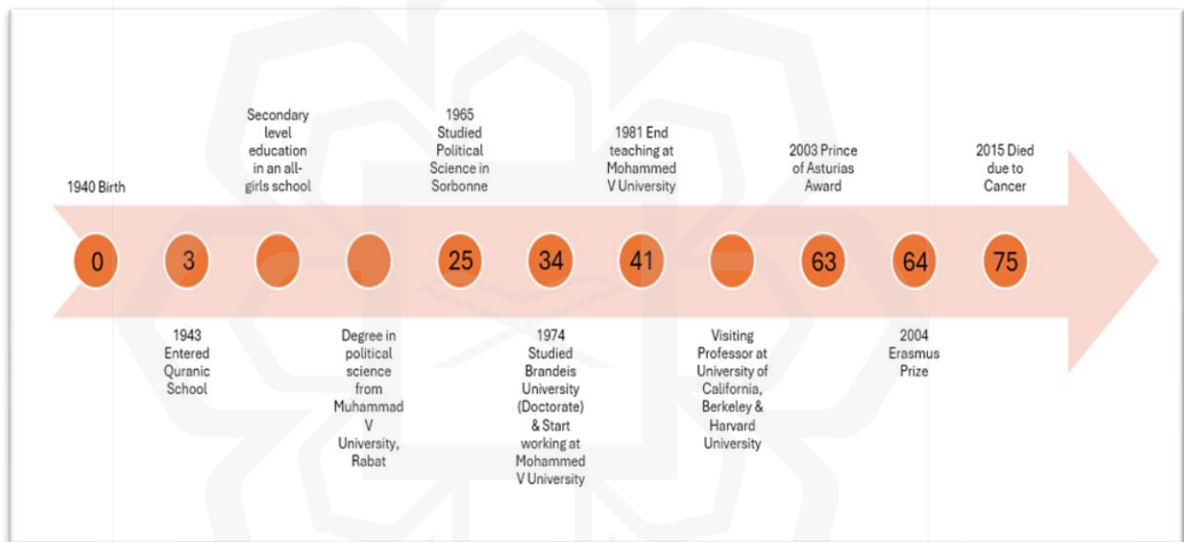 1940 Birth
0
3
1943
Entered
Quranic
School
Secondary
level
education
in an all-
girls school
Degree in
political
science
from
Muhammad
V
University,
Rabat
1965
Studied
Political
Science in
Sorbonne
25
34
1974
Studied
Brandeis
University
(Doctorate)
& Start
working at
Mohammed
V University
1981 End
teaching at
Mohammed
V University
41
Visiting
Professor at
University of
California,
Berkeley &
Harvard
University
2003 Prince
of Asturias
Award
63
64
2004
Erasmus
Prize
2015 Died
due to
Cancer
75